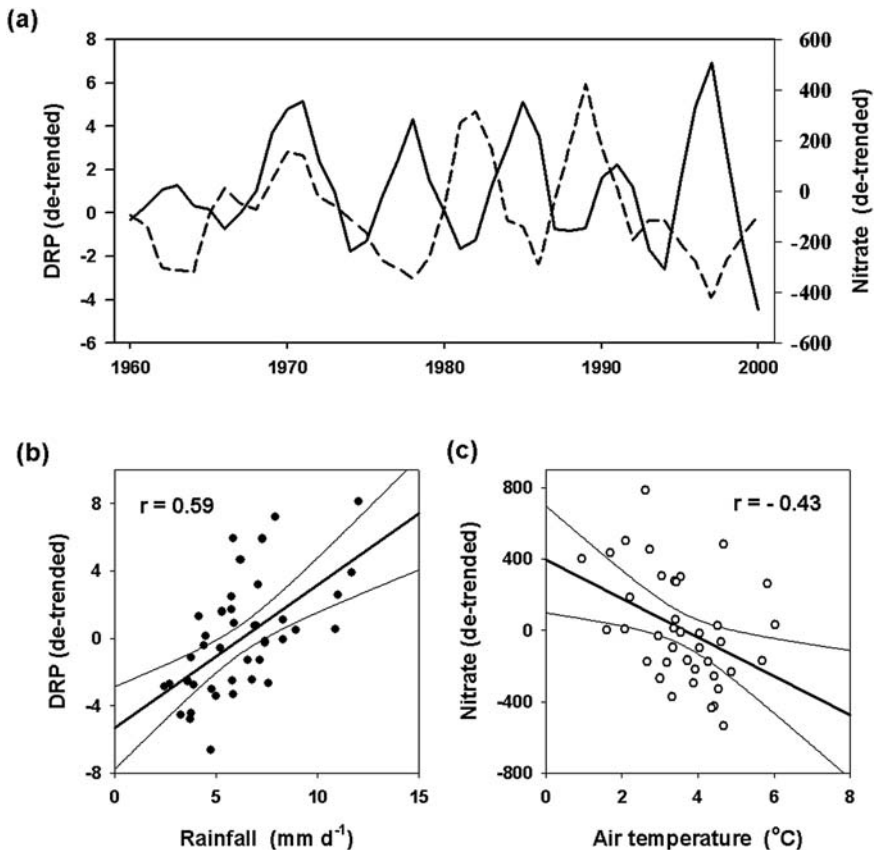 (a)
8
6
4
2
0
-2
-4
-6
DRP (de-trended)
600
400
200
0
-200
-400
-600
Nitrate (de-trended)
1960 1970 1980 1990 2000
(b)
r = 0.59
8
4
0
-4
-8
DRP (de-trended)
0 5 10 15
Rainfall (mm d⁻¹)
(c)
r = - 0.43
800
400
0
-400
-800
Nitrate (de-trended)
0 2 4 6 8
Air temperature (°C)